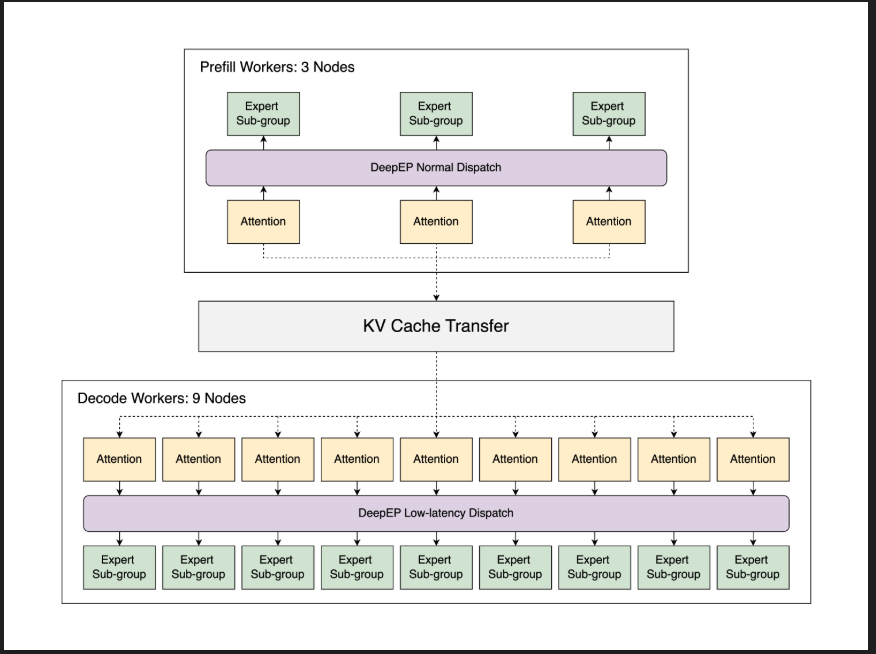 Prefill Workers: 3 Nodes
Expert
Sub-group
Expert
Sub-group
Expert
Sub-group
DeepEP Normal Dispatch
Attention
Attention
Attention
KV Cache Transfer
Decode Workers: 9 Nodes
Attention
Attention
Attention
Attention
Attention
Attention
Attention
Attention
Attention
DeepEP Low-latency Dispatch
Expert
Sub-group
Expert
Sub-group
Expert
Sub-group
Expert
Sub-group
Expert
Sub-group
Expert
Sub-group
Expert
Sub-group
Expert
Sub-group
Expert
Sub-group